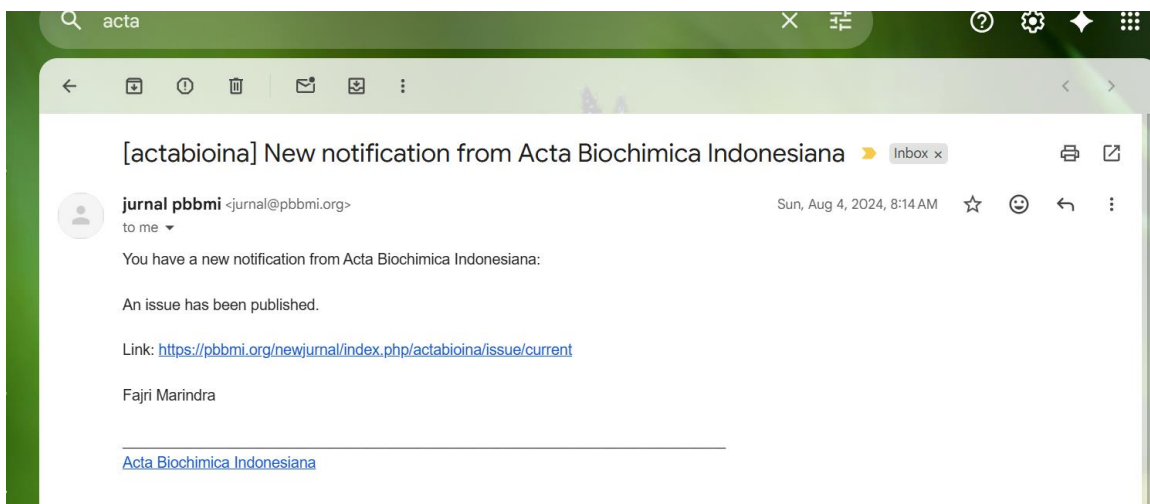 acta
[actabioina] New notification from Acta Biochimica Indonesiana Inbox x
jurnal pbbmi <jurnal@pbbmi.org> Sun, Aug 4, 2024, 8:14 AM
to me
You have a new notification from Acta Biochimica Indonesiana:
An issue has been published.
Link: https://pbbmi.org/newjurnal/index.php/actabioina/issue/current
Fajri Marindra
Acta Biochimica Indonesiana